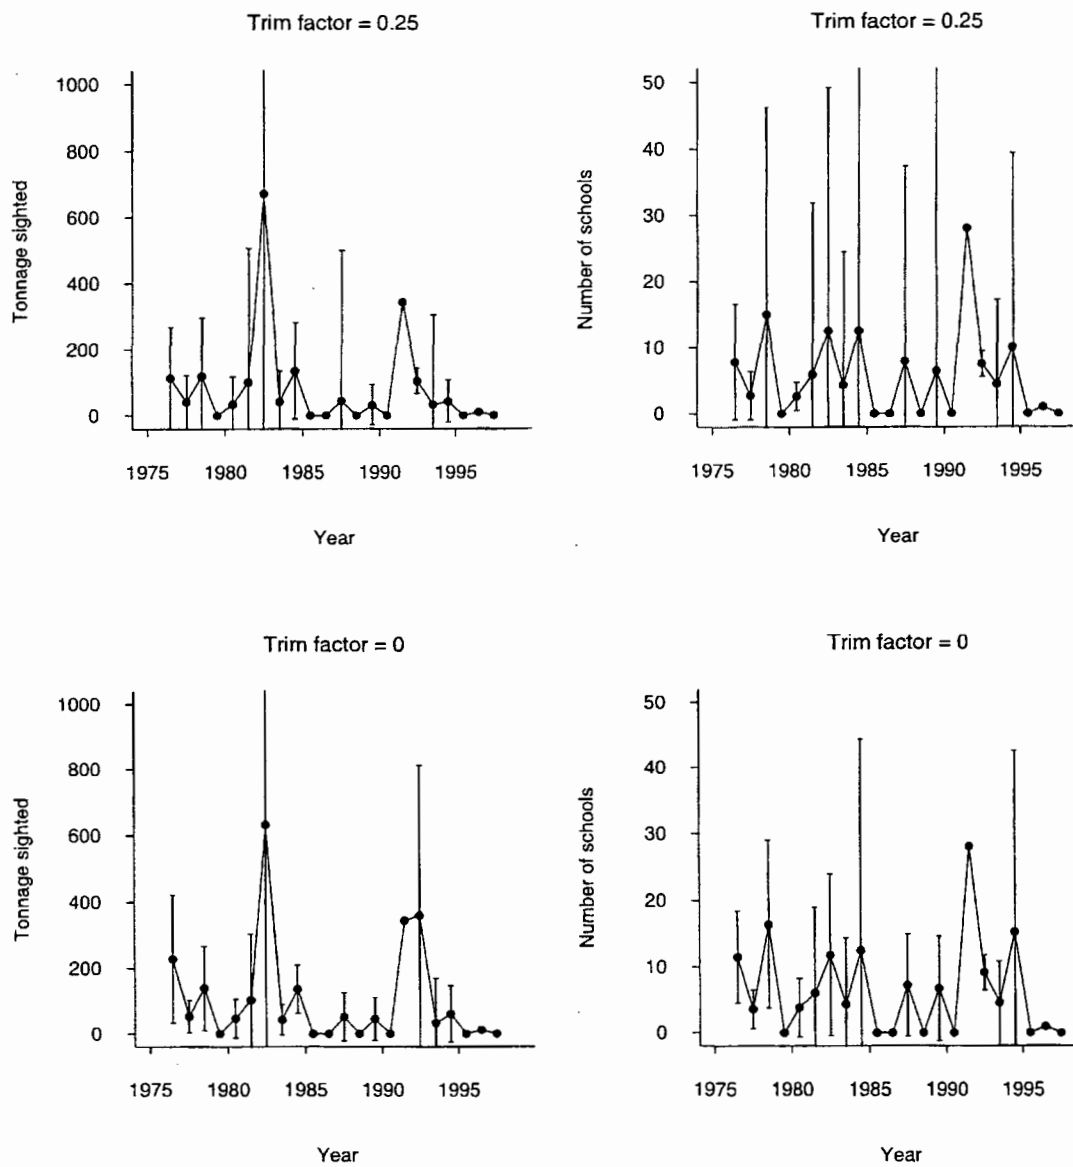 Trim factor = 0.25
Tonnage sighted
1000
800
600
400
200
0
1975 1980 1985 1990 1995
Year
Trim factor = 0.25
Number of schools
50
40
30
20
10
0
1975 1980 1985 1990 1995
Year
Trim factor = 0
Tonnage sighted
1000
800
600
400
200
0
1975 1980 1985 1990 1995
Year
Trim factor = 0
Number of schools
50
40
30
20
10
0
1975 1980 1985 1990 1995
Year